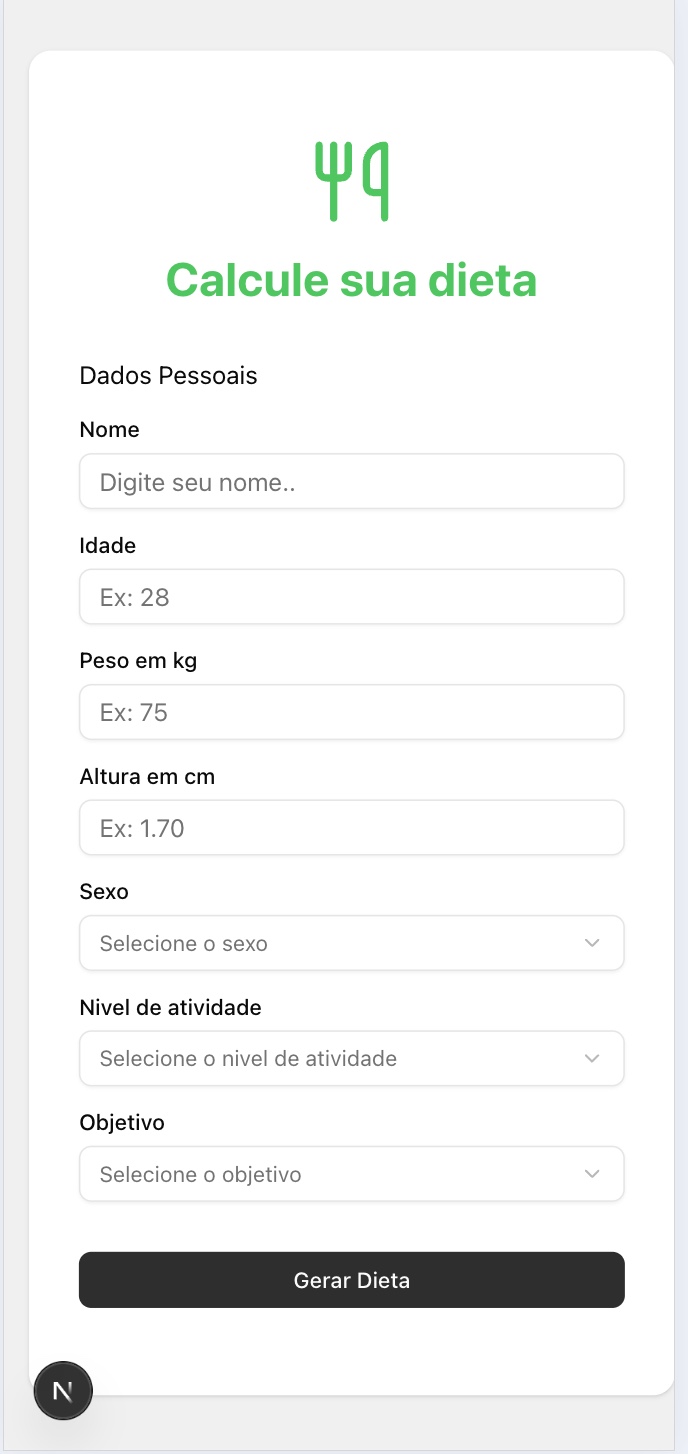 Calcule sua dieta
Dados Pessoais
Nome
Digite seu nome..
Idade
Ex: 28
Peso em kg
Ex: 75
Altura em cm
Ex: 1.70
Sexo
Selecione o sexo
Nivel de atividade
Selecione o nivel de atividade
Objetivo
Selecione o objetivo
Gerar Dieta
N